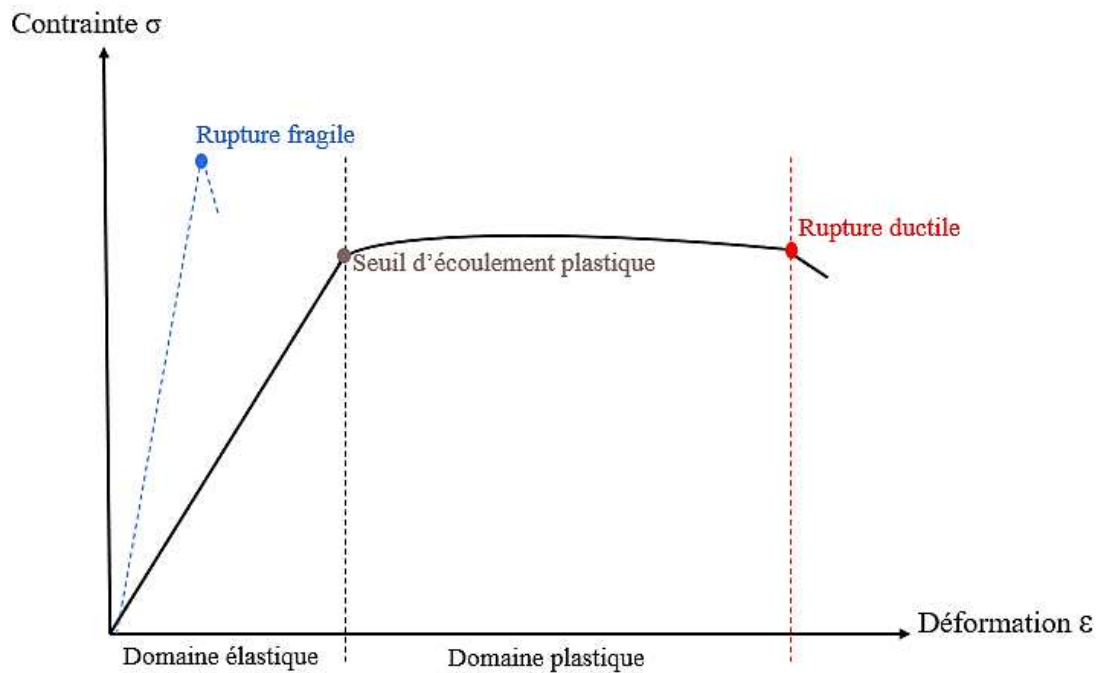 Contrainte σ
Rupture fragile
Rupture ductile
Seuil d'écoulement plastique
Déformation ε
Domaine élastique
Domaine plastique